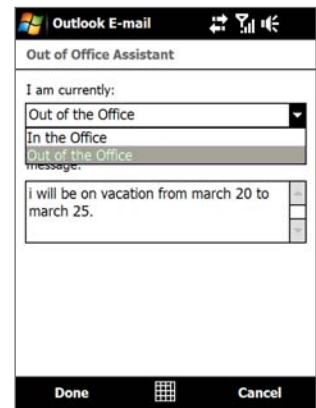 Outlook E-mail
Out of Office Assistant
I am currently:
Out of the Office
In the Office
Out of the Office
message:
i will be on vacation from march 20 to
march 25.
Done Cancel